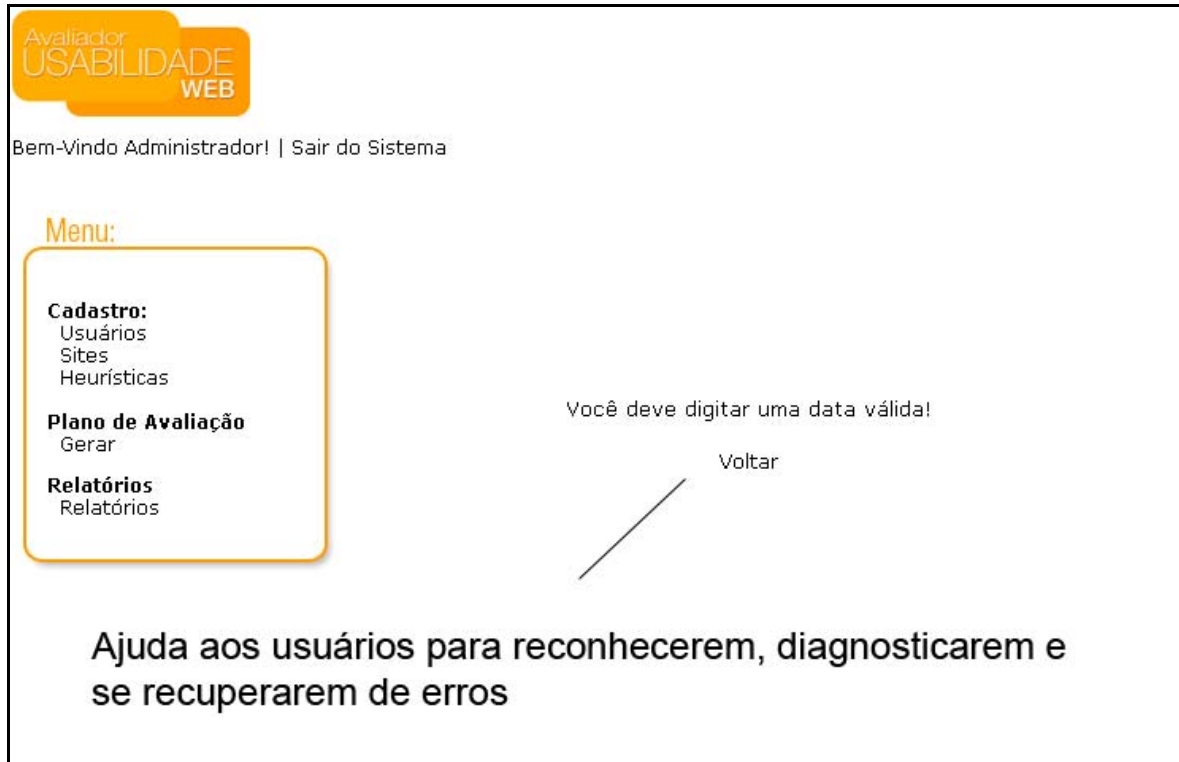 Avaliador
USABILIDADE
WEB
Bem-Vindo Administrador! | Sair do Sistema
Menu:
Cadastro:
Usuários
Sites
Heurísticas
Plano de Avaliação
Gerar
Relatórios
Relatórios
Você deve digitar uma data válida!
Voltar
Ajuda aos usuários para reconhecerem, diagnosticarem e
se recuperarem de erros